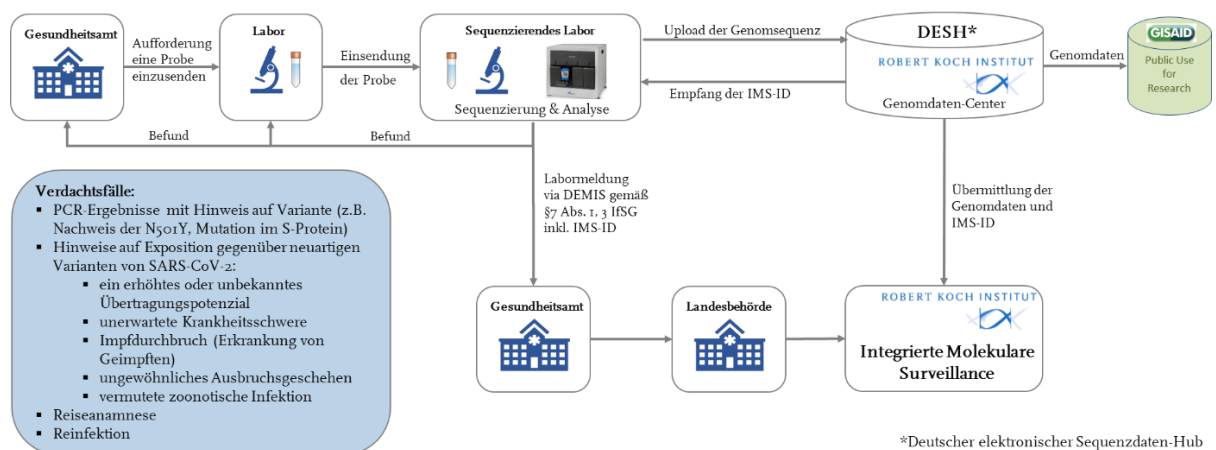 Gesundheitsamt
Aufforderung
eine Probe
einzusenden
Labor
Einsendung
der Probe
Sequenzierendes Labor
Sequenzierung & Analyse
Upload der Genomsequenz
Empfang der IMS-ID
DESH*
ROBERT KOCH INSTITUT
Genomdaten-Center
Genomdaten
GISAID
Public Use
for
Research
Befund
Befund
Labormeldung
via DEMIS gemäß
§7 Abs. 1, 3 IfSG
inkl. IMS-ID
Übermittlung der
Genomdaten und
IMS-ID
Verdachtsfälle:
▪ PCR-Ergebnisse mit Hinweis auf Variante (z.B.
Nachweis der N501Y, Mutation im S-Protein)
▪ Hinweise auf Exposition gegenüber neuartigen
Varianten von SARS-CoV-2:
▪ ein erhöhtes oder unbekanntes
Übertragungspotenzial
▪ unerwartete Krankheitsschwere
▪ Impfdurchbruch (Erkrankung von
Geimpften)
▪ ungewöhnliches Ausbruchsgeschehen
▪ vermutete zoonotische Infektion
▪ Reiseanamnese
▪ Reinfektion
Gesundheitsamt
Landesbehörde
ROBERT KOCH INSTITUT
Integrierte Molekulare
Surveillance
*Deutscher elektronischer Sequenzdaten-Hub